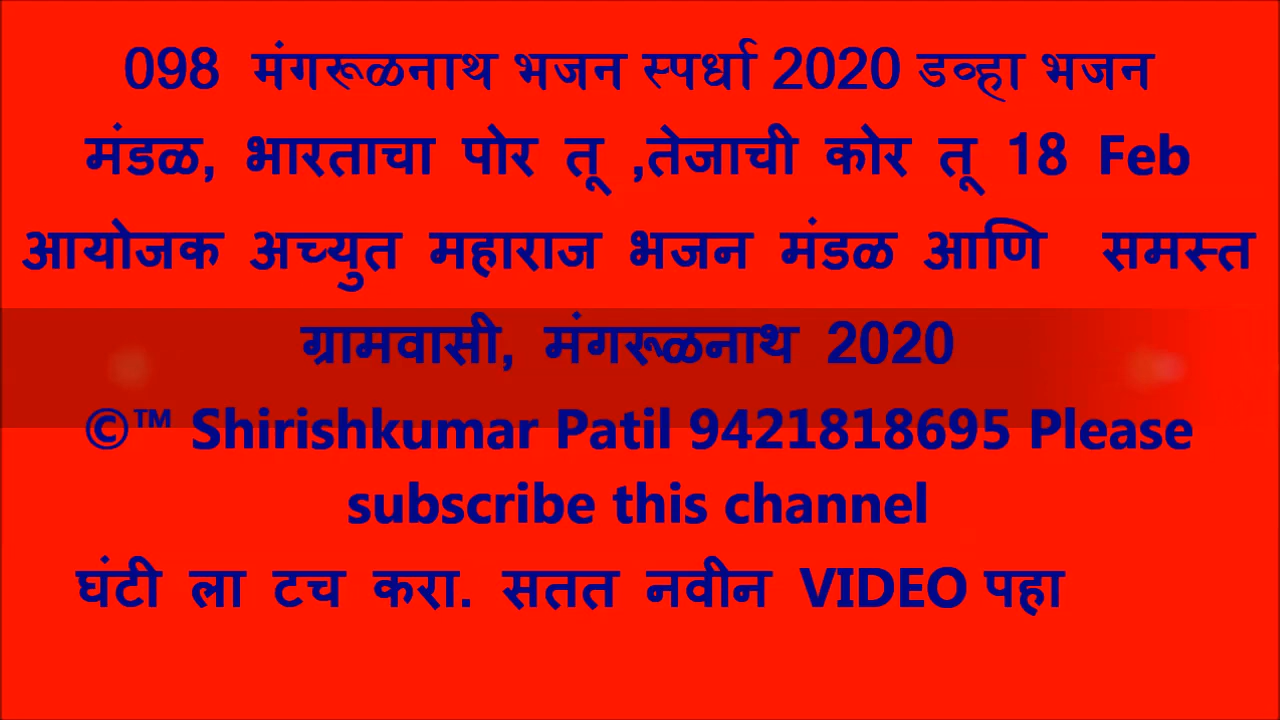 098 मंगरूळनाथ भजन स्पर्धा 2020 डव्हा भजन
मंडळ, भारताचा पोर तू ,तेजाची कोर तू 18 Feb
आयोजक अच्युत महाराज भजन मंडळ आणि समस्त
ग्रामवासी, मंगरूळनाथ 2020
©™ Shirishkumar Patil 9421818695 Please
subscribe this channel
घंटी ला टच करा. सतत नवीन VIDEO पहा